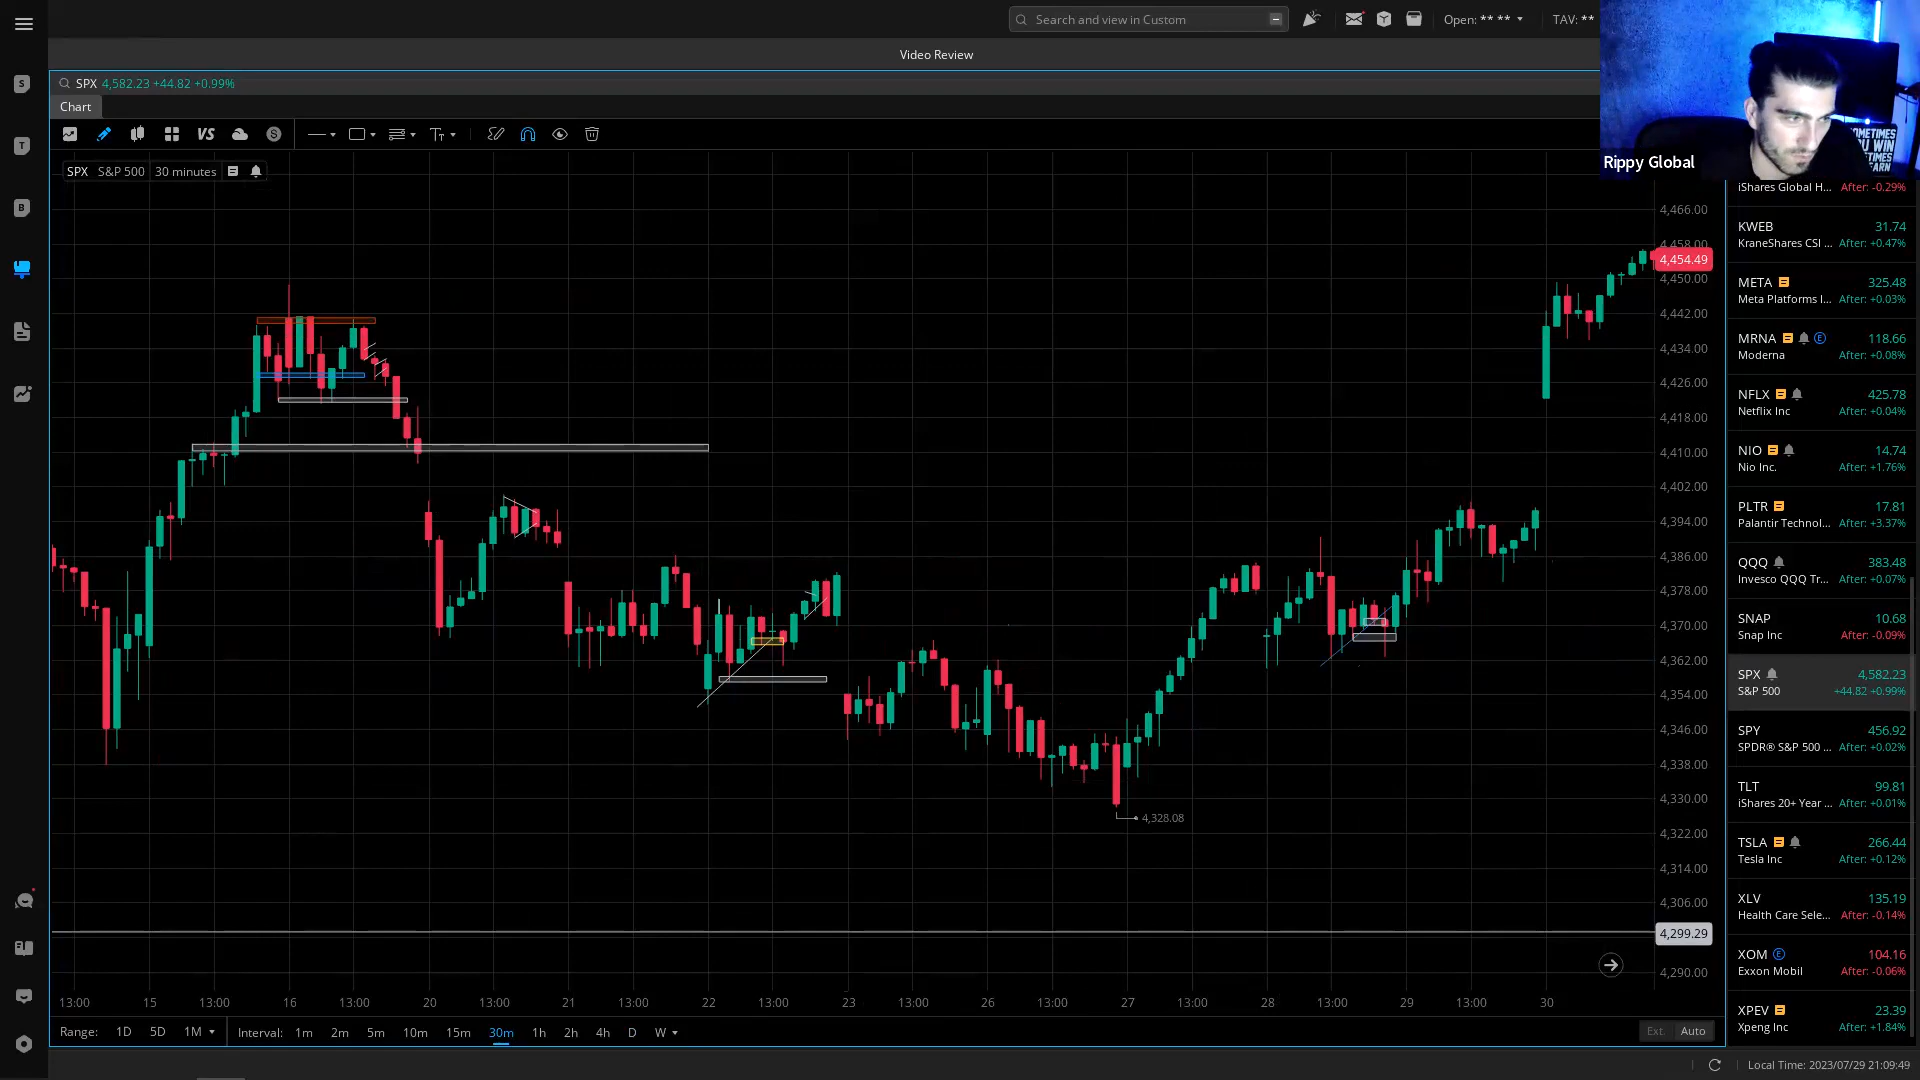 Search and view in Custom
Open: ** **
TAV: **
Video Review
SPX 4,582.23 +44.82 +0.99%
Chart
VS
S
SPX S&P 500 30 minutes
Rippy Global
S
T
B
4,466.00
4,458.00
4,454.49
4,450.00
4,442.00
4,434.00
4,426.00
4,418.00
4,410.00
4,402.00
4,394.00
4,386.00
4,378.00
4,370.00
4,362.00
4,354.00
4,346.00
4,338.00
4,330.00
4,322.00
4,314.00
4,306.00
4,299.29
4,290.00
4,328.08
13:00 15 13:00 16 13:00 20 13:00 21 13:00 22 13:00 23 13:00 26 13:00 27 13:00 28 13:00 29 13:00 30
Range: 1D 5D 1M Interval: 1m 2m 5m 10m 15m 30m 1h 2h 4h D W
Ext. Auto
iShares Global H... After: -0.29%
KWEB 31.74
KraneShares CSI ... After: +0.47%
META 325.48
Meta Platforms I... After: +0.03%
MRNA E 118.66
Moderna After: +0.08%
NFLX 425.78
Netflix Inc After: +0.04%
NIO 14.74
Nio Inc. After: +1.76%
PLTR 17.81
Palantir Technol... After: +3.37%
QQQ 383.48
Invesco QQQ Tr... After: +0.07%
SNAP 10.68
Snap Inc After: -0.09%
SPX 4,582.23
S&P 500 +44.82 +0.99%
SPY 456.92
SPDR® S&P 500 ... After: +0.02%
TLT 99.81
iShares 20+ Year ... After: +0.01%
TSLA 266.44
Tesla Inc After: +0.12%
XLV 135.19
Health Care Sele... After: -0.14%
XOM E 104.16
Exxon Mobil After: -0.06%
XPEV 23.39
Xpeng Inc After: +1.84%
Local Time: 2023/07/29 21:09:49